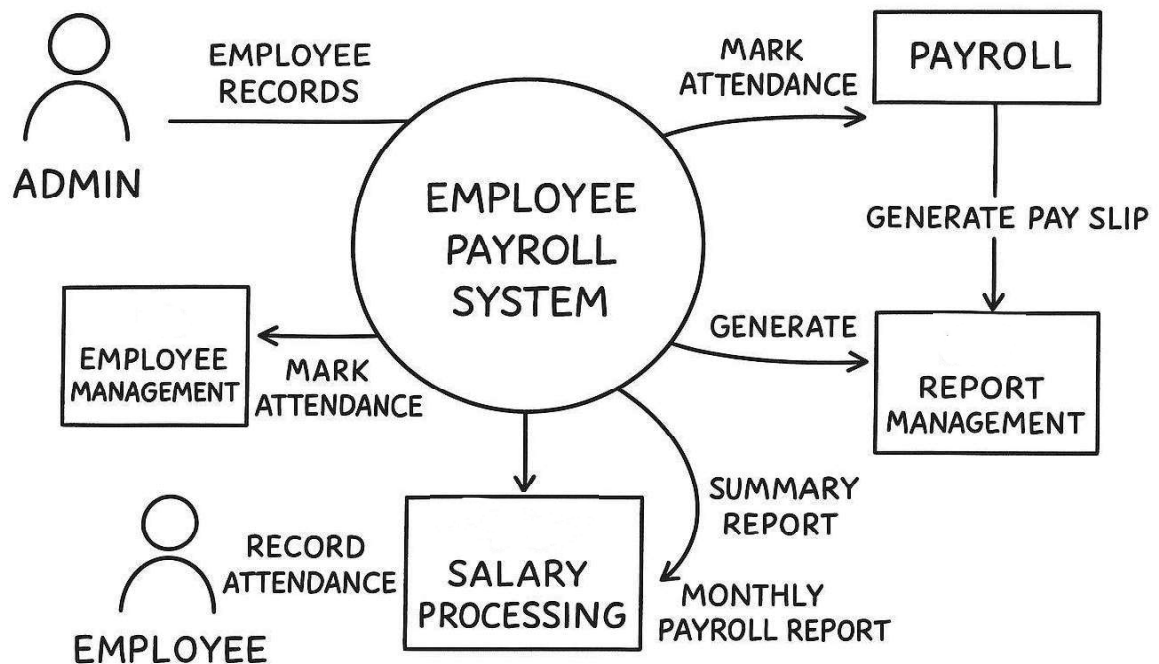 EMPLOYEE
RECORDS
ADMIN
MARK
ATTENDANCE
PAYROLL
EMPLOYEE
PAYROLL
SYSTEM
GENERATE PAY SLIP
GENERATE
EMPLOYEE
MANAGEMENT
MARK
ATTENDANCE
REPORT
MANAGEMENT
SUMMARY
REPORT
RECORD
ATTENDANCE
EMPLOYEE
SALARY
PROCESSING
MONTHLY
PAYROLL REPORT